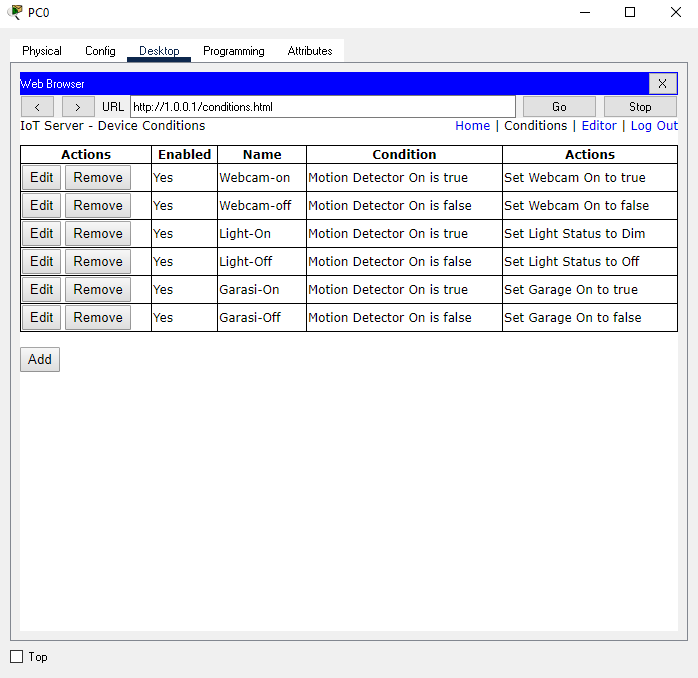 PC0
Physical Config Desktop Programming Attributes
Web Browser X
< > URL http://1.0.0.1/conditions.html Go Stop
IoT Server - Device Conditions Home | Conditions | Editor | Log Out
Actions Enabled Name Condition Actions
Edit Remove Yes Webcam-on Motion Detector On is true Set Webcam On to true
Edit Remove Yes Webcam-off Motion Detector On is false Set Webcam On to false
Edit Remove Yes Light-On Motion Detector On is true Set Light Status to Dim
Edit Remove Yes Light-Off Motion Detector On is false Set Light Status to Off
Edit Remove Yes Garasi-On Motion Detector On is true Set Garage On to true
Edit Remove Yes Garasi-Off Motion Detector On is false Set Garage On to false
Add
Top